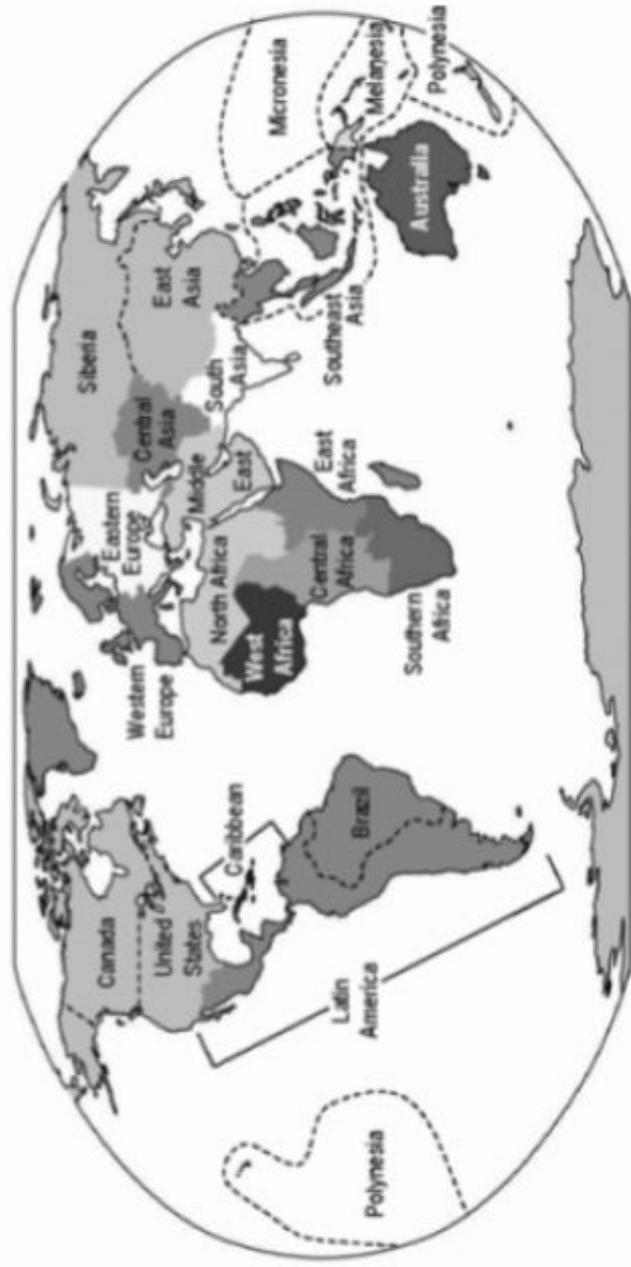 Canada
United
States
Caribbean
Latin
America
Brazil
Polynesia
Western
Europe
Eastern
Europe
North Africa
West
Africa
Central
Africa
East
Africa
Southern
Africa
Middle
East
Siberia
Central
Asia
East
Asia
South
Asia
Southeast
Asia
Micronesia
Melanesia
Polynesia
Australia